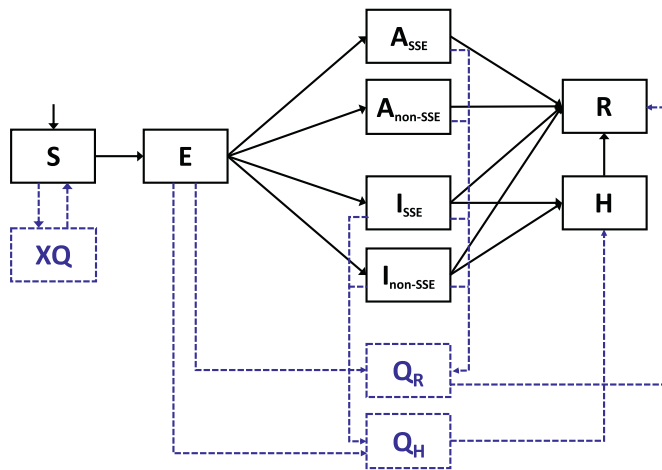 A_SSE
A_non-SSE
R
S
E
I_SSE
H
XQ
I_non-SSE
Q_R
Q_H